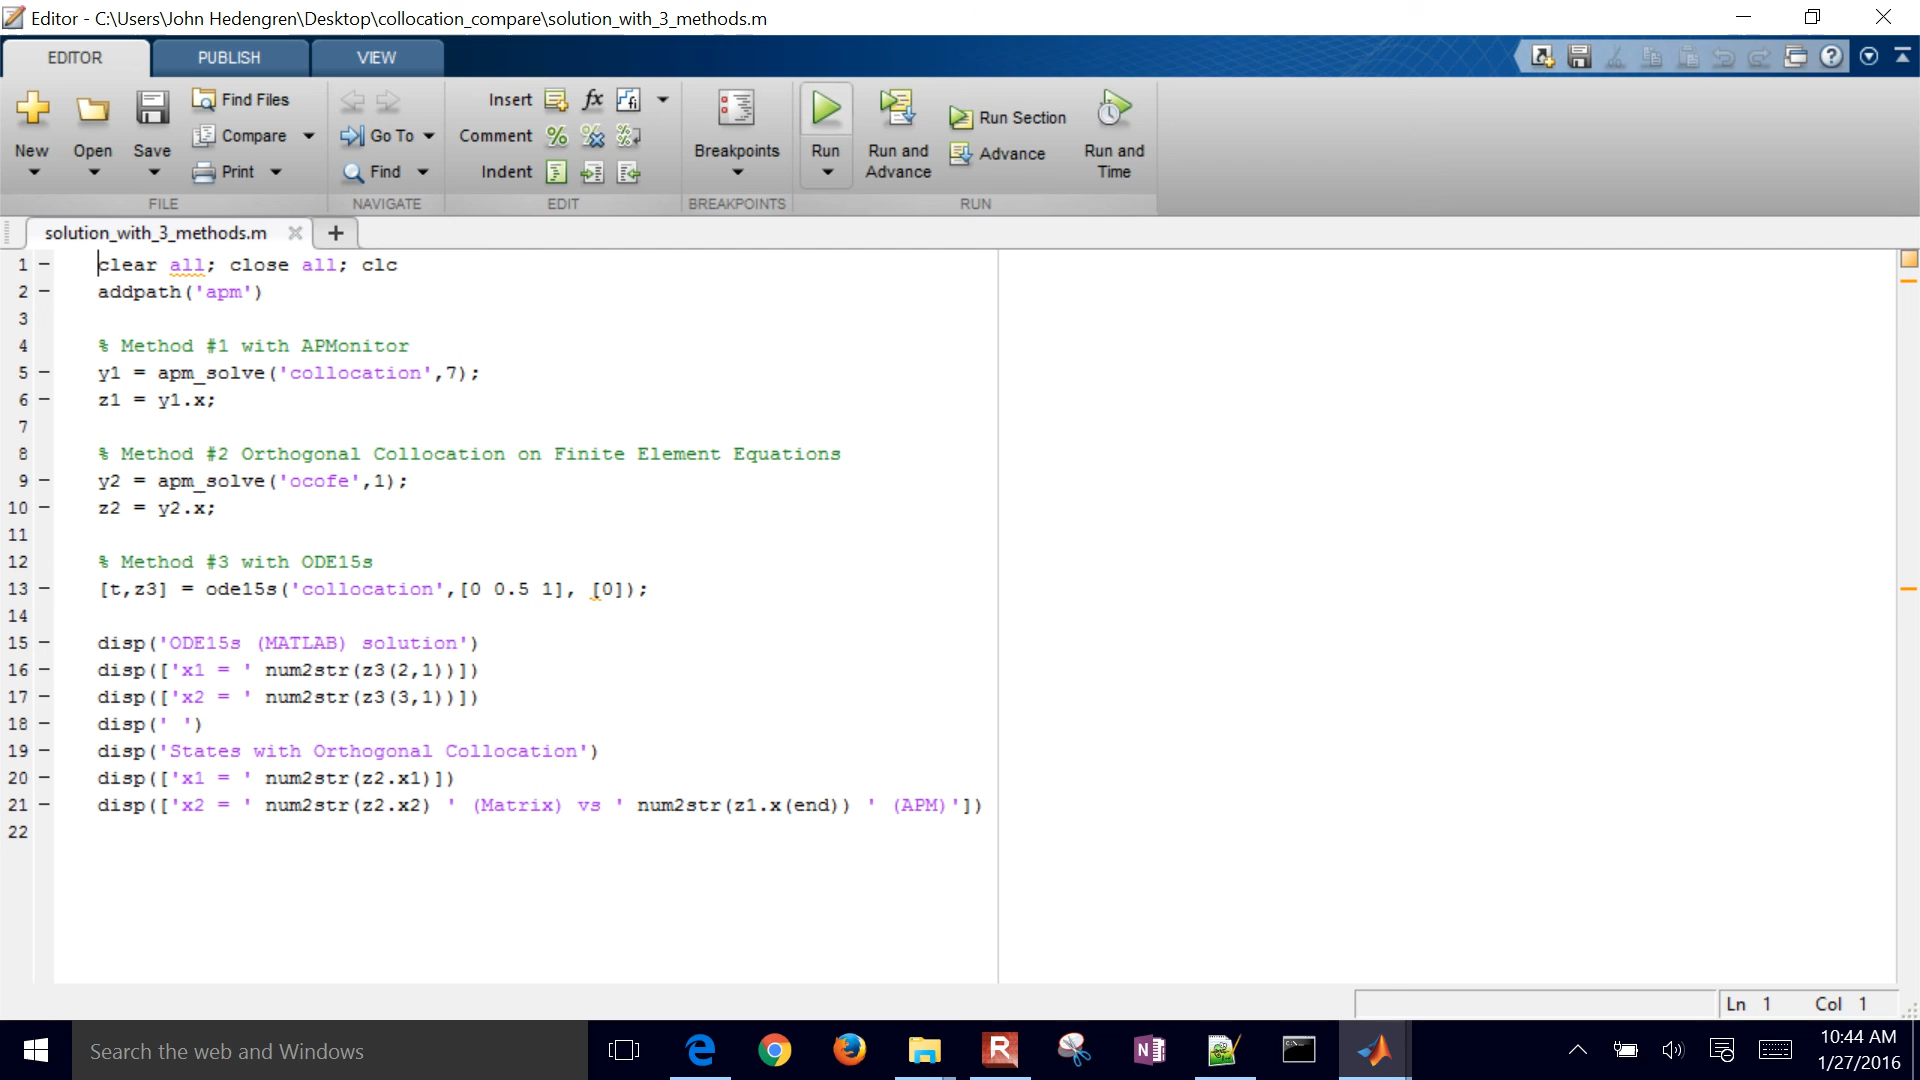 Editor - C:\Users\John Hedengren\Desktop\collocation_compare\solution_with_3_methods.m
EDITOR PUBLISH VIEW
New
Open
Save
Find Files
Compare
Print
FILE
Go To
Find
NAVIGATE
Insert fx
Comment
Indent
EDIT
Breakpoints
BREAKPOINTS
Run
Run and Advance
Run Section
Advance
Run and Time
RUN
solution_with_3_methods.m
1 clear all; close all; clc
2 addpath('apm')
3
4 % Method #1 with APMonitor
5 y1 = apm_solve('collocation',7);
6 z1 = y1.x;
7
8 % Method #2 Orthogonal Collocation on Finite Element Equations
9 y2 = apm_solve('ocofe',1);
10 z2 = y2.x;
11
12 % Method #3 with ODE15s
13 [t,z3] = ode15s('collocation',[0 0.5 1], [0]);
14
15 disp('ODE15s (MATLAB) solution')
16 disp(['x1 = ' num2str(z3(2,1))])
17 disp(['x2 = ' num2str(z3(3,1))])
18 disp(' ')
19 disp('States with Orthogonal Collocation')
20 disp(['x1 = ' num2str(z2.x1)])
21 disp(['x2 = ' num2str(z2.x2) ' (Matrix) vs ' num2str(z1.x(end)) ' (APM)'])
22
Ln 1 Col 1
Search the web and Windows
10:44 AM
1/27/2016